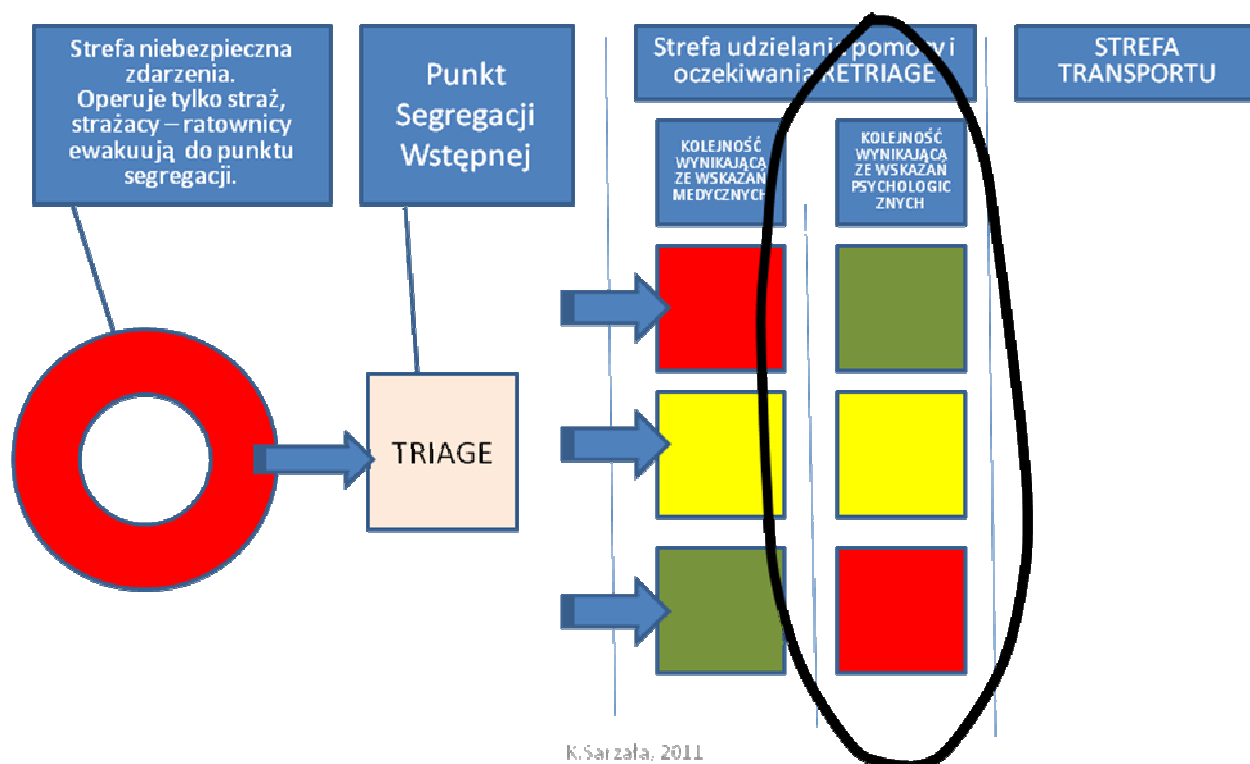 Strefa niebezpieczna
zdarzenia.
Operuje tylko straż,
strażacy – ratownicy
ewakuują do punktu
segregacji.
Punkt
Segregacji
Wstępnej
Strefa udzielania pomocy i
oczekiwania RETRIAGE
STREFA
TRANSPORTU
KOLEJNOŚĆ
WYNIKAJĄCA
ZE WSKAZAŃ
MEDYCZNYCH
KOLEJNOŚĆ
WYNIKAJĄCA
ZE WSKAZAŃ
PSYCHOLOGIC
ZNYCH
TRIAGE
K.Sarzała, 2011